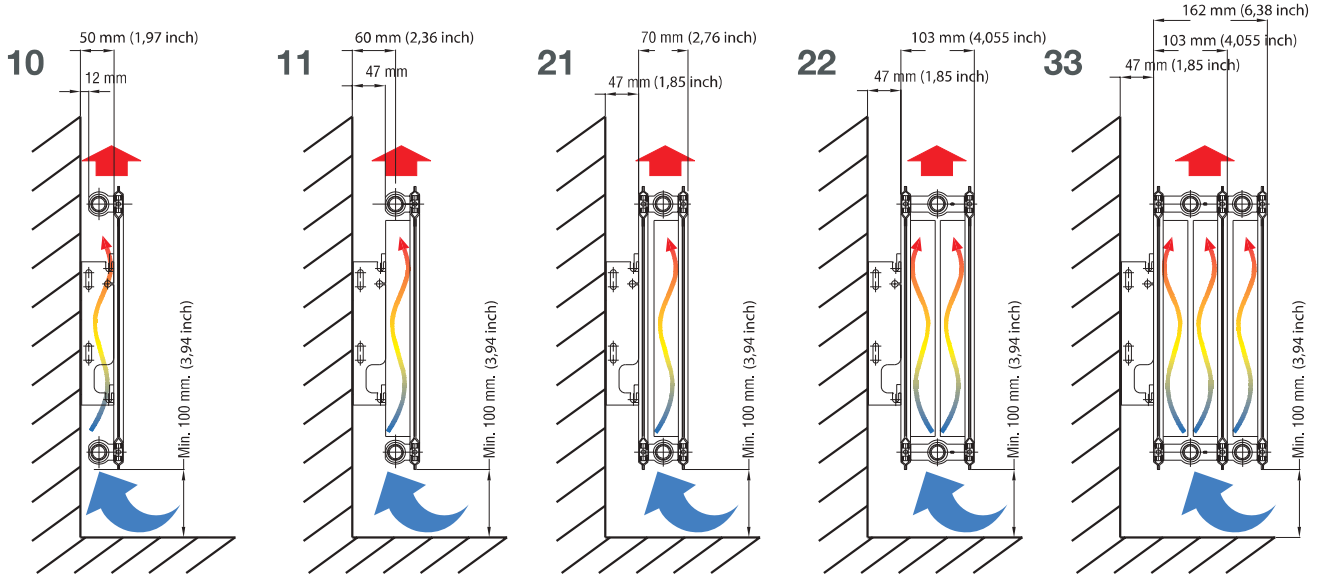 10
50 mm (1,97 inch)
12 mm
Min. 100 mm. (3,94 inch)
11
60 mm (2,36 inch)
47 mm
Min. 100 mm. (3,94 inch)
21
70 mm (2,76 inch)
47 mm (1,85 inch)
Min. 100 mm. (3,94 inch)
22
103 mm (4,055 inch)
47 mm (1,85 inch)
Min. 100 mm. (3,94 inch)
33
162 mm (6,38 inch)
103 mm (4,055 inch)
47 mm (1,85 inch)
Min. 100 mm. (3,94 inch)